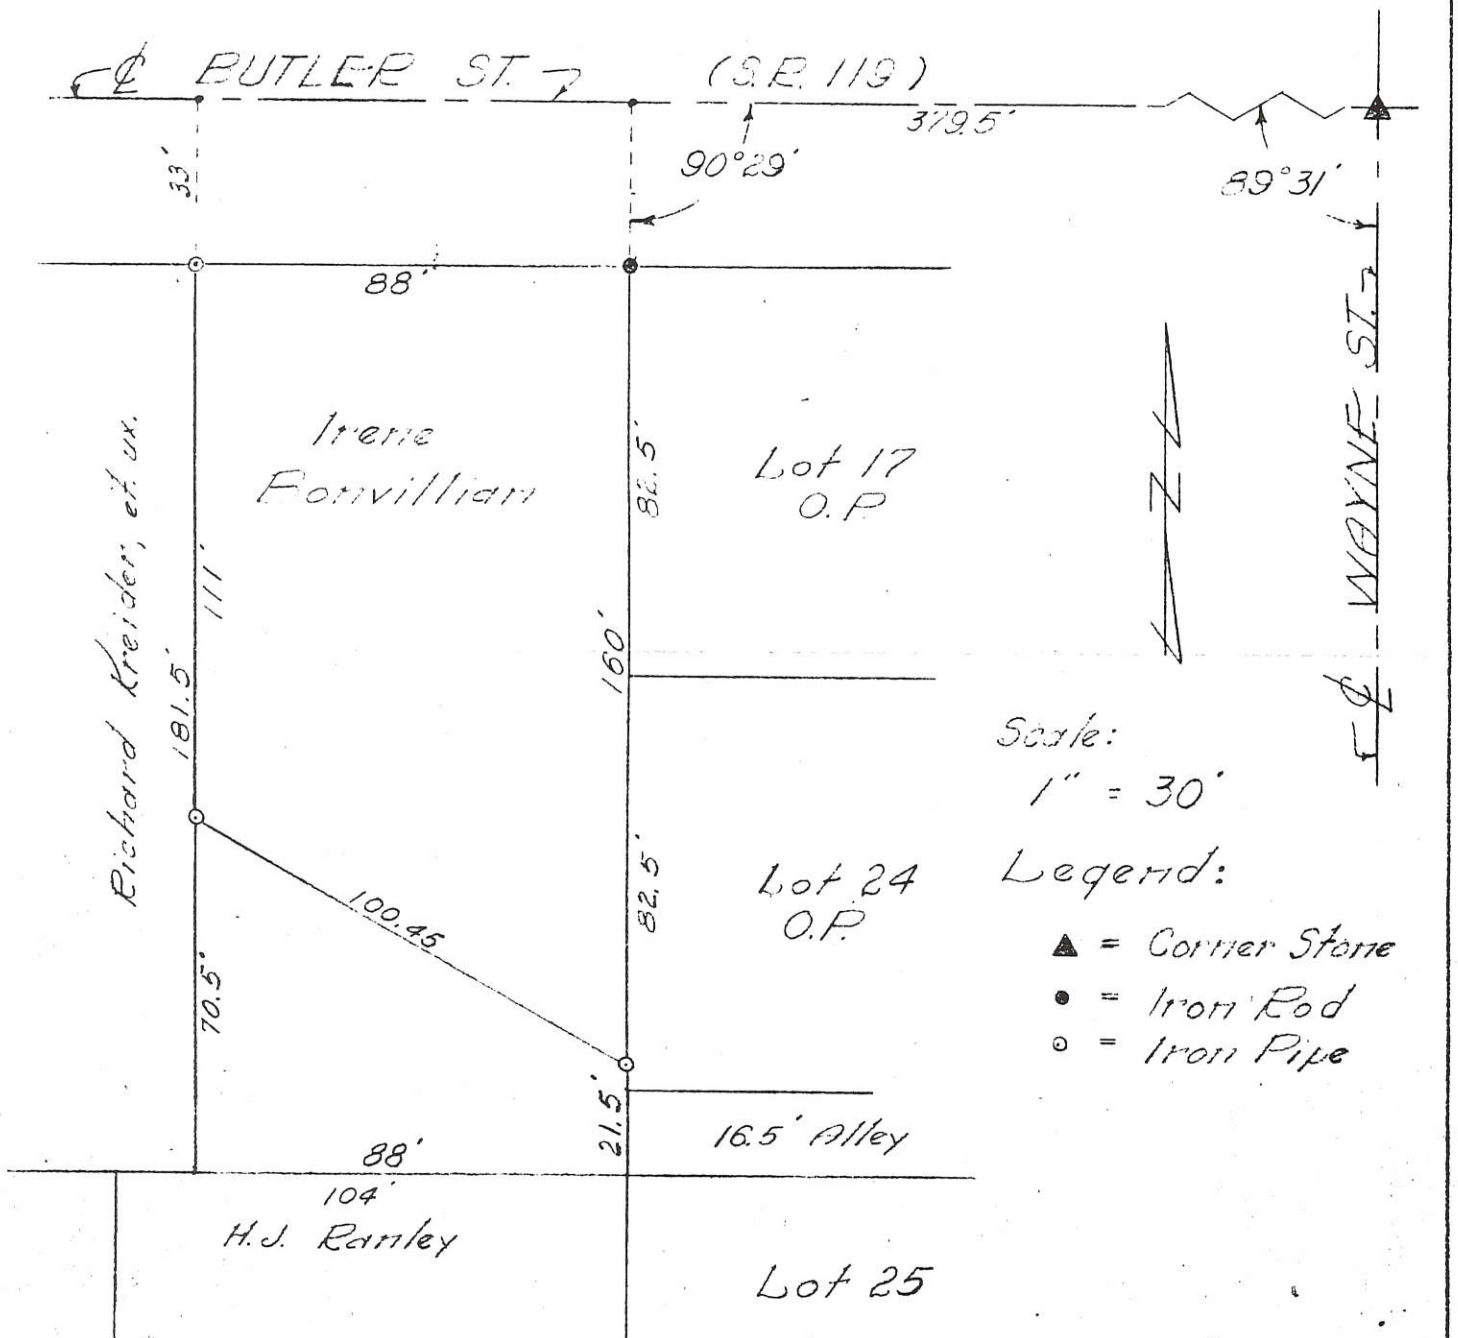 ℄ BUTLER ST. (S.R. 119)
379.5'
33'
90°29'
89°31'
88'
WAYNE ST.
℄
Irene
Bonvillian
82.5'
Lot 17
O.P.
N
Richard Kreider, et. ux.
111'
181.5'
160'
Scale:
1" = 30'
Legend:
▲ = Corner Stone
● = Iron Rod
⊙ = Iron Pipe
100.45
82.5'
Lot 24
O.P.
70.5'
21.5'
16.5' Alley
88'
104'
H.J. Ranley
Lot 25